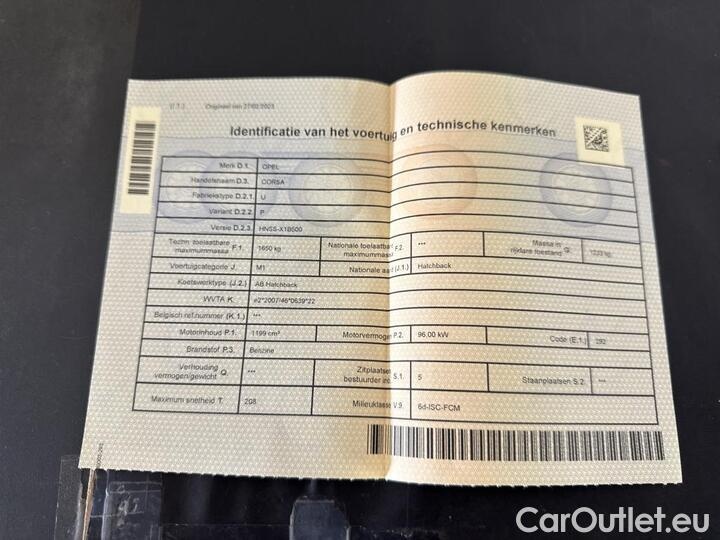 (I.1.) Origineel van 27/02/2023
Identificatie van het voertuig en technische kenmerken
Merk D.1. OPEL
Handelsnaam D.3. CORSA
Fabriekstype D.2.1. U
Variant D.2.2. P
Versie D.2.3. HNSS-X1B500
Techn. toelaatbare maximummassa F.1. 1650 kg Nationale toelaatbare maximummassa F.2. *** Massa in rijklare toestand G. 1233 kg
Voertuigcategorie J. M1 Nationale aard (J.1.) Hatchback
Koetswerktype (J.2.) AB Hatchback
WVTA K. e2*2007/46*0639*22
Belgisch ref.nummer (K.1.) ***
Motorinhoud P.1. 1199 cm³ Motorvermogen P.2. 96,00 kW Code (E.1.) 292
Brandstof P.3. Benzine
Verhouding vermogen/gewicht Q. *** Zitplaatsen bestuurder inc. S.1. 5 Staanplaatsen S.2. ***
Maximum snelheid T. 208 Milieuklasse V.9. 6d-ISC-FCM
CarOutlet.eu